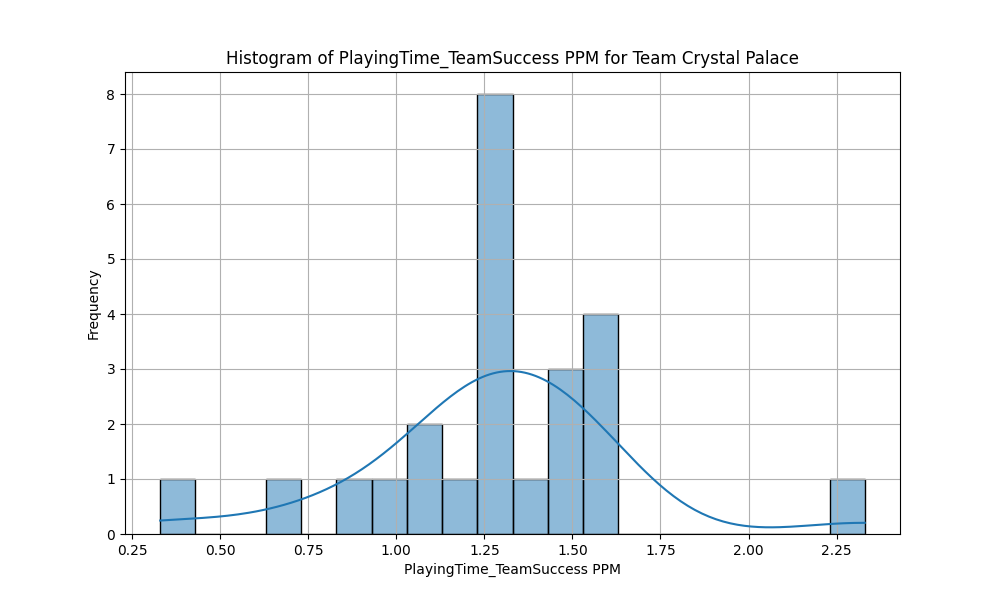 Histogram of PlayingTime_TeamSuccess PPM for Team Crystal Palace
8
7
6
5
4
3
2
1
0
Frequency
0.25 0.50 0.75 1.00 1.25 1.50 1.75 2.00 2.25
PlayingTime_TeamSuccess PPM